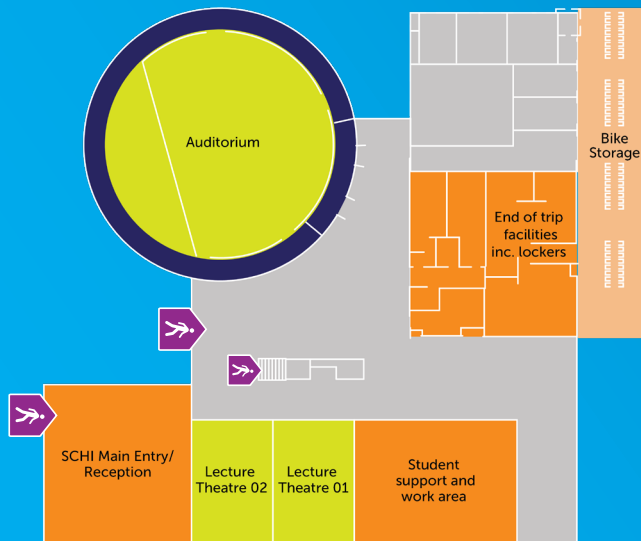 Auditorium
Bike
Storage
End of trip
facilities
inc. lockers
SCHI Main Entry/
Reception
Lecture
Theatre 02
Lecture
Theatre 01
Student
support and
work area